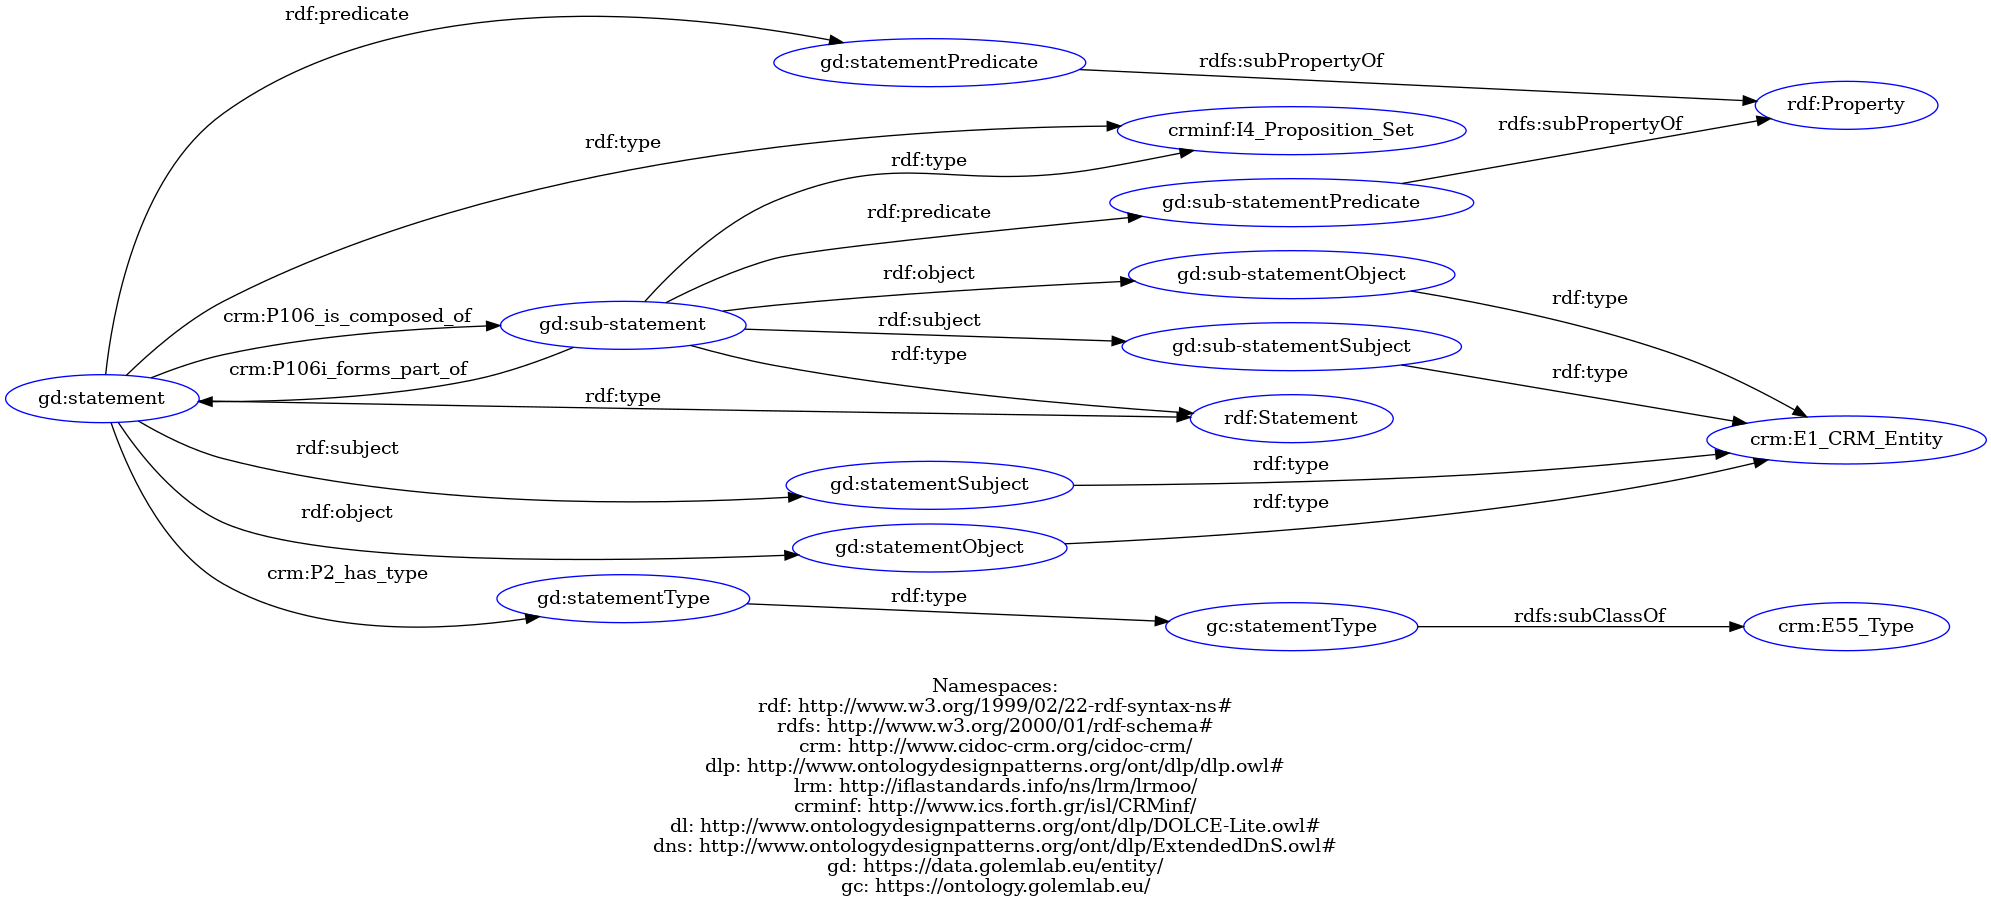 rdf:predicate
gd:statementPredicate
rdfs:subPropertyOf
rdf:Property
rdfs:subPropertyOf
crminf:I4_Proposition_Set
rdf:type
rdf:type
gd:sub-statementPredicate
rdf:predicate
gd:sub-statementObject
rdf:object
rdf:type
crm:P106_is_composed_of
gd:sub-statement
rdf:subject
gd:sub-statementSubject
rdf:type
rdf:type
crm:P106i_forms_part_of
gd:statement
rdf:type
rdf:Statement
crm:E1_CRM_Entity
rdf:subject
rdf:type
gd:statementSubject
rdf:object
rdf:type
gd:statementObject
crm:P2_has_type
gd:statementType
rdf:type
gc:statementType
rdfs:subClassOf
crm:E55_Type
Namespaces:
rdf: http://www.w3.org/1999/02/22-rdf-syntax-ns#
rdfs: http://www.w3.org/2000/01/rdf-schema#
crm: http://www.cidoc-crm.org/cidoc-crm/
dlp: http://www.ontologydesignpatterns.org/ont/dlp/dlp.owl#
lrm: http://iflastandards.info/ns/lrm/lrmoo/
crminf: http://www.ics.forth.gr/isl/CRMinf/
dl: http://www.ontologydesignpatterns.org/ont/dlp/DOLCE-Lite.owl#
dns: http://www.ontologydesignpatterns.org/ont/dlp/ExtendedDnS.owl#
gd: https://data.golemlab.eu/entity/
gc: https://ontology.golemlab.eu/